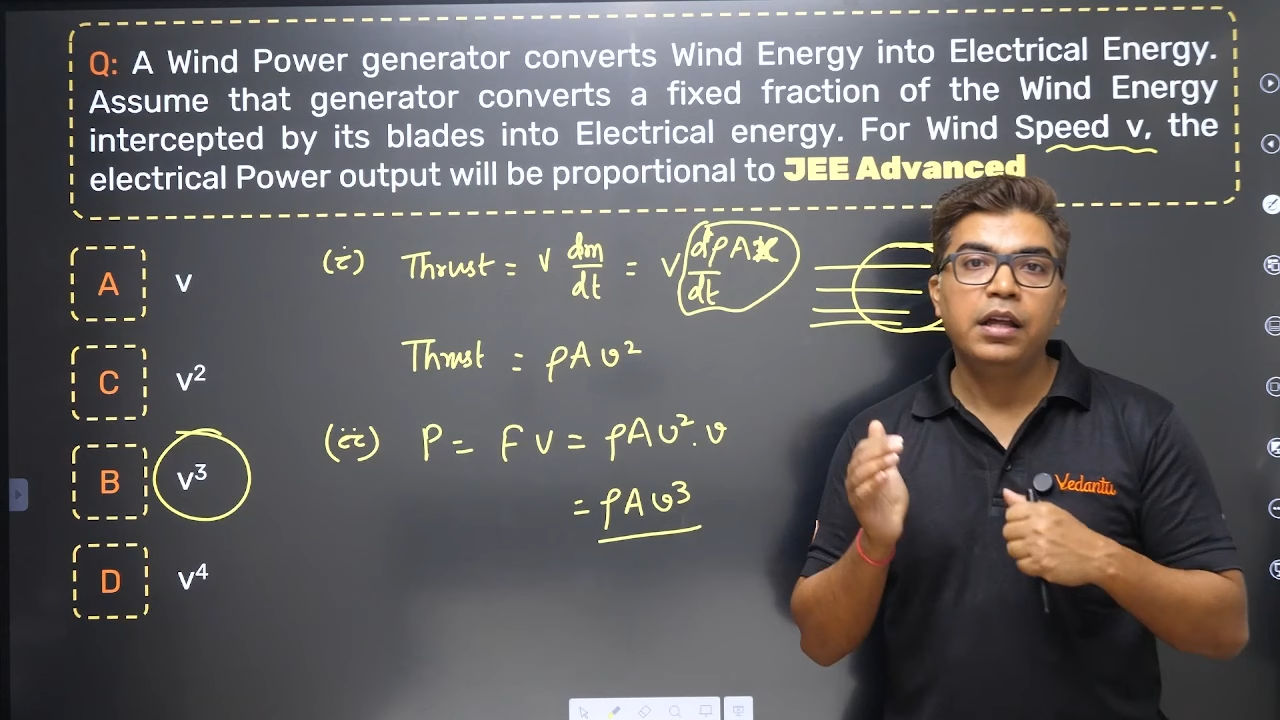 Q: A Wind Power generator converts Wind Energy into Electrical Energy.
Assume that generator converts a fixed fraction of the Wind Energy
intercepted by its blades into Electrical energy. For Wind Speed v, the
electrical Power output will be proportional to JEE Advanced
A v
C v²
B v³
D v⁴
(i) Thrust = v dm/dt = v dρAx/dt
Thrust = ρAv²
(ii) P = Fv = ρAv².v
= ρAv³
Vedantu